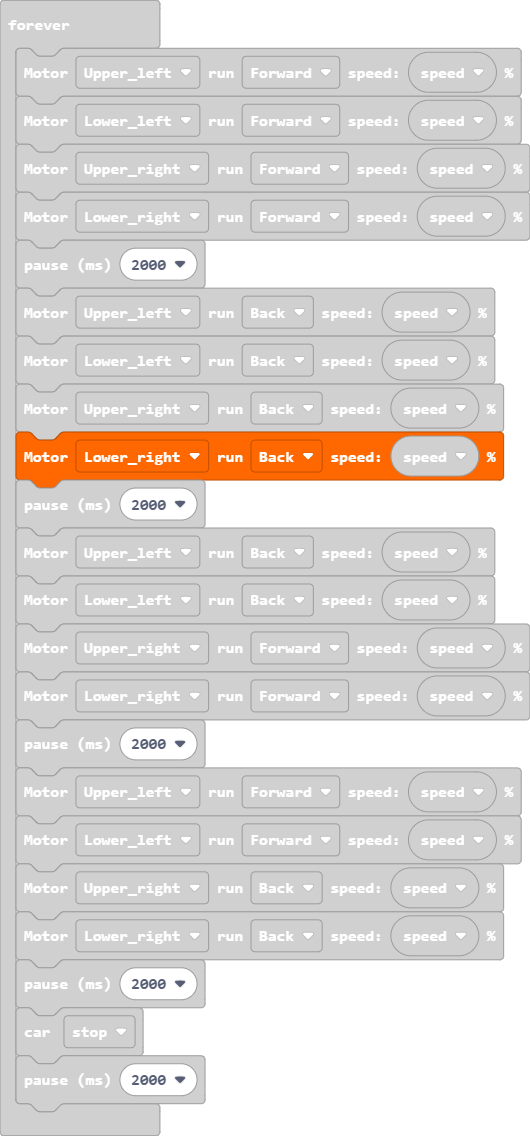 forever
Motor Upper_left run Forward speed: speed %
Motor Lower_left run Forward speed: speed %
Motor Upper_right run Forward speed: speed %
Motor Lower_right run Forward speed: speed %
pause (ms) 2000
Motor Upper_left run Back speed: speed %
Motor Lower_left run Back speed: speed %
Motor Upper_right run Back speed: speed %
Motor Lower_right run Back speed: speed %
pause (ms) 2000
Motor Upper_left run Back speed: speed %
Motor Lower_left run Back speed: speed %
Motor Upper_right run Forward speed: speed %
Motor Lower_right run Forward speed: speed %
pause (ms) 2000
Motor Upper_left run Forward speed: speed %
Motor Lower_left run Forward speed: speed %
Motor Upper_right run Back speed: speed %
Motor Lower_right run Back speed: speed %
pause (ms) 2000
car stop
pause (ms) 2000